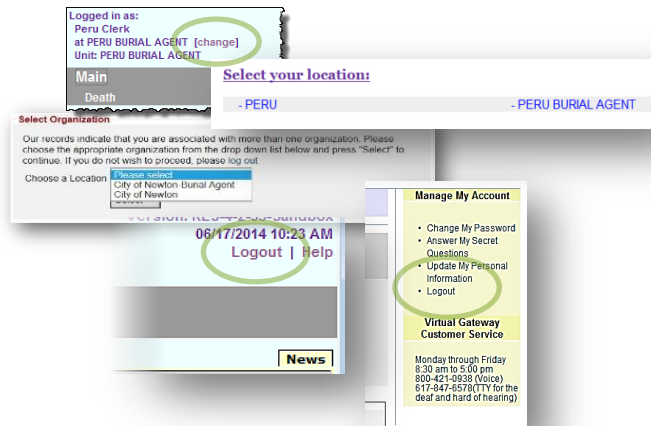 Logged in as:
Peru Clerk
at PERU BURIAL AGENT [change]
Unit: PERU BURIAL AGENT
Main
Death
Select your location:
- PERU - PERU BURIAL AGENT
Select Organization
Our records indicate that you are associated with more than one organization. Please
choose the appropriate organization from the drop down list below and press "Select" to
continue. If you do not wish to proceed, please log out
Choose a Location
Please select
City of Newton-Burial Agent
City of Newton
06/17/2014 10:23 AM
Logout | Help
News
Manage My Account
• Change My Password
• Answer My Secret
Questions
• Update My Personal
Information
• Logout
Virtual Gateway
Customer Service
Monday through Friday
8:30 am to 5:00 pm
800-421-0938 (Voice)
617-847-6578(TTY for the
deaf and hard of hearing)